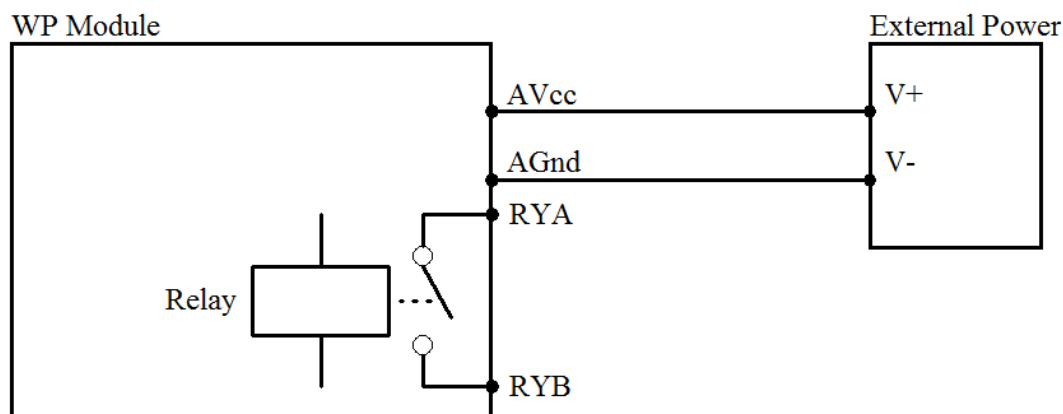 WP Module
External Power
AVcc
V+
AGnd
V-
RYA
Relay
RYB